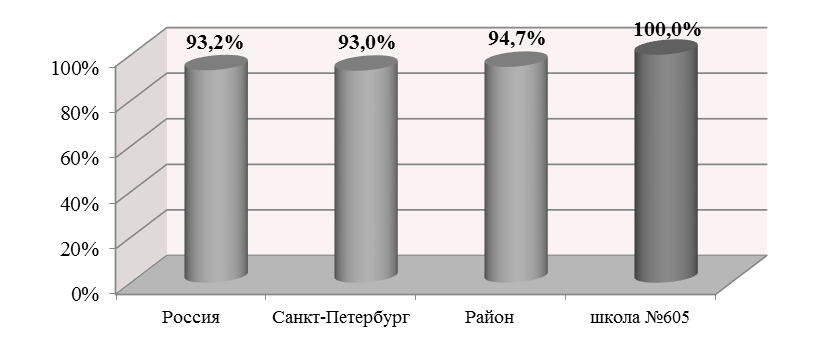 93,2%
93,0%
94,7%
100,0%
100%
80%
60%
40%
20%
0%
Россия
Санкт-Петербург
Район
школа №605